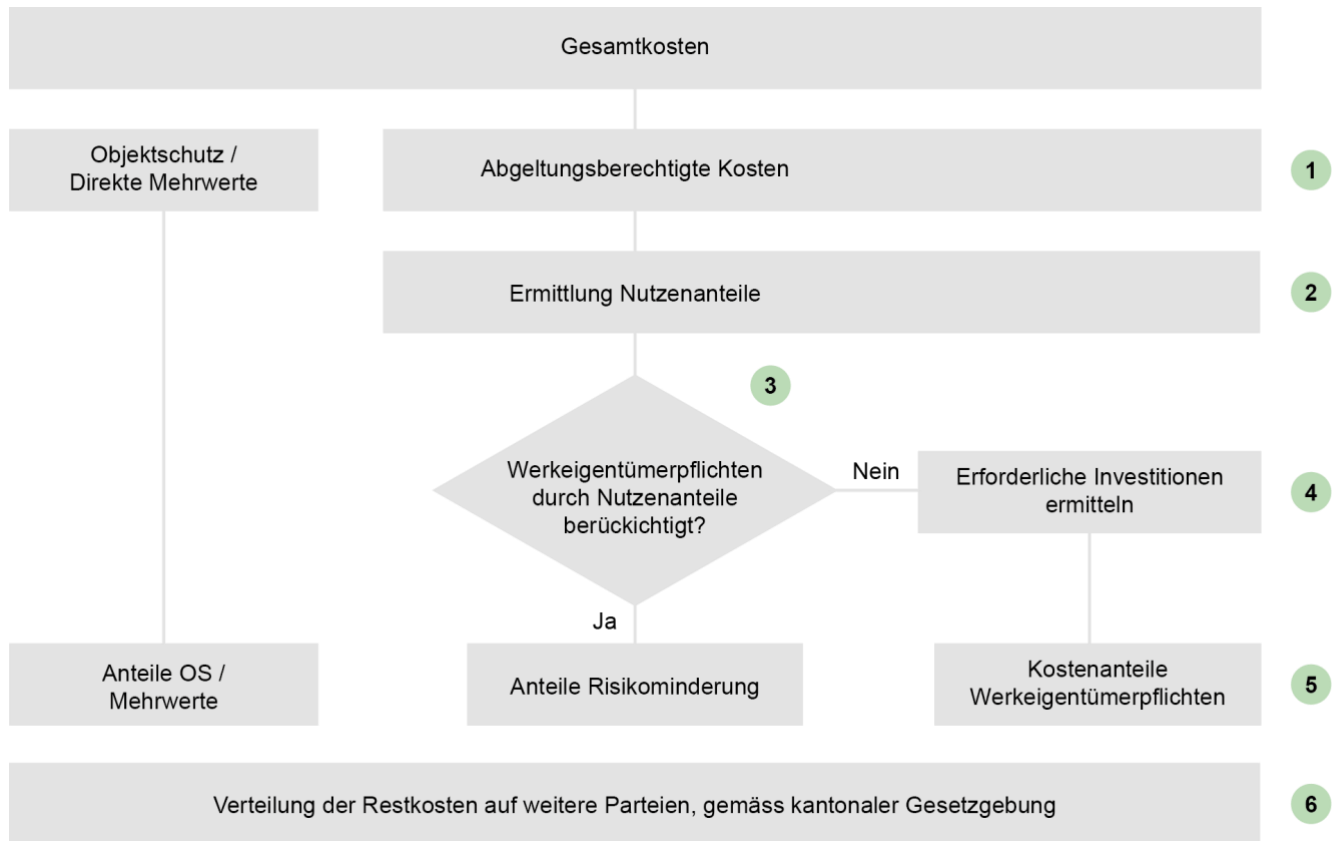 Gesamtkosten
Objektschutz /
Direkte Mehrwerte
Abgeltungsberechtigte Kosten
1
Ermittlung Nutzenanteile
2
3
Werkeigentümerpflichten
durch Nutzenanteile
berückichtigt?
Nein
Erforderliche Investitionen
ermitteln
4
Ja
Anteile OS /
Mehrwerte
Anteile Risikominderung
Kostenanteile
Werkeigentümerpflichten
5
Verteilung der Restkosten auf weitere Parteien, gemäss kantonaler Gesetzgebung
6